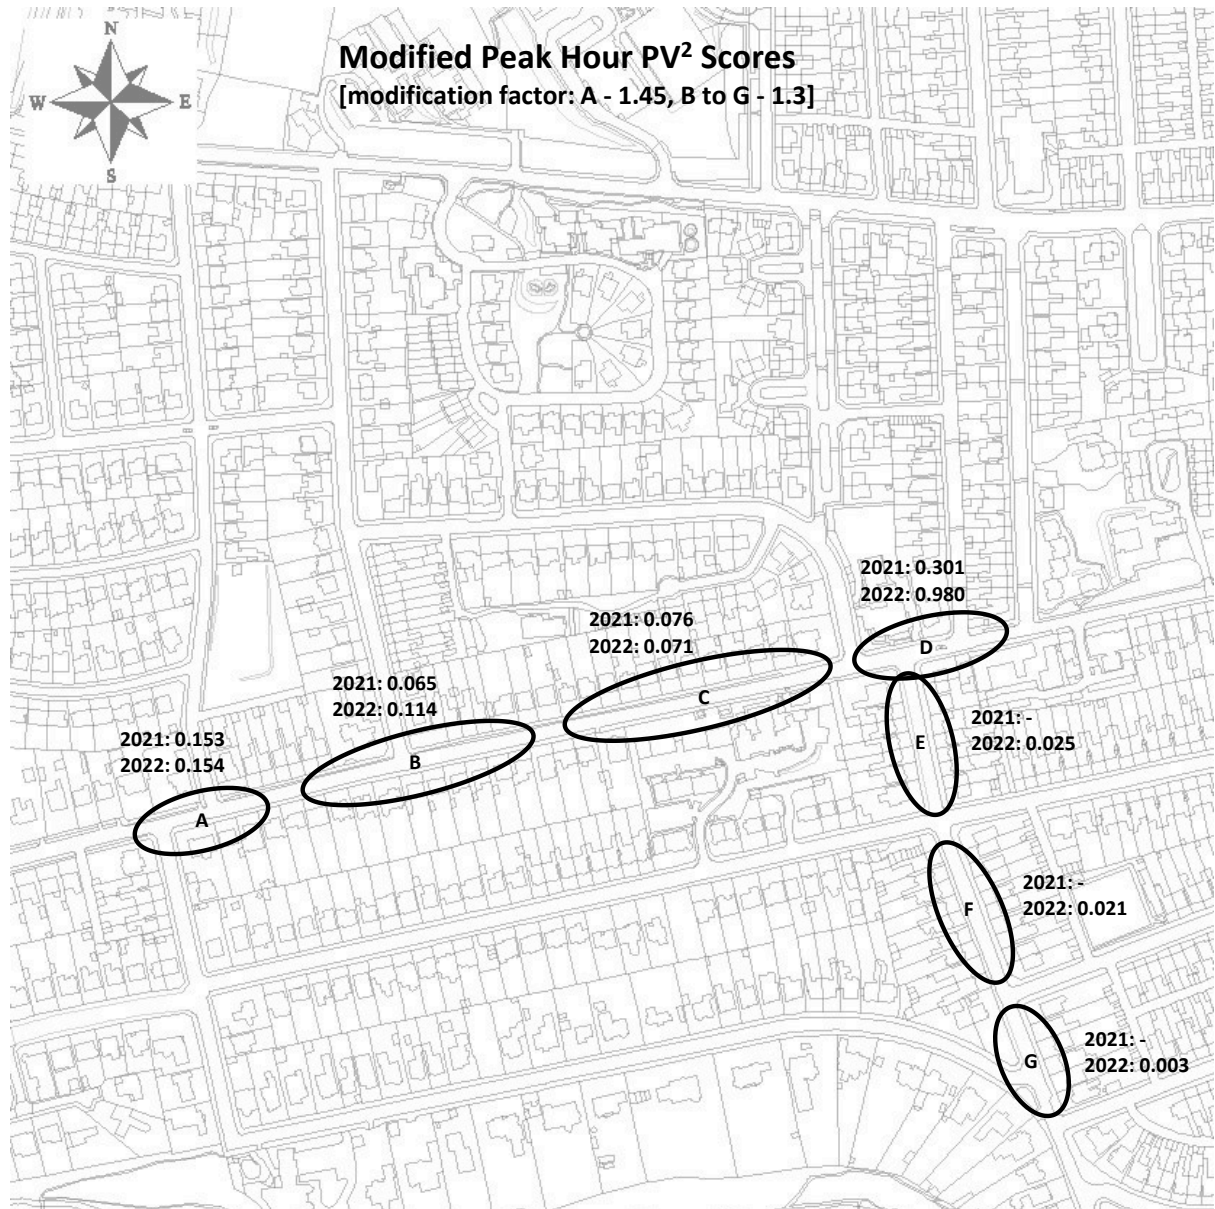 N
W E
S
Modified Peak Hour PV² Scores
[modification factor: A - 1.45, B to G - 1.3]
2021: 0.301
2022: 0.980
D
2021: 0.076
2022: 0.071
C
2021: 0.065
2022: 0.114
B
2021: 0.153
2022: 0.154
A
2021: -
2022: 0.025
E
2021: -
2022: 0.021
F
2021: -
2022: 0.003
G